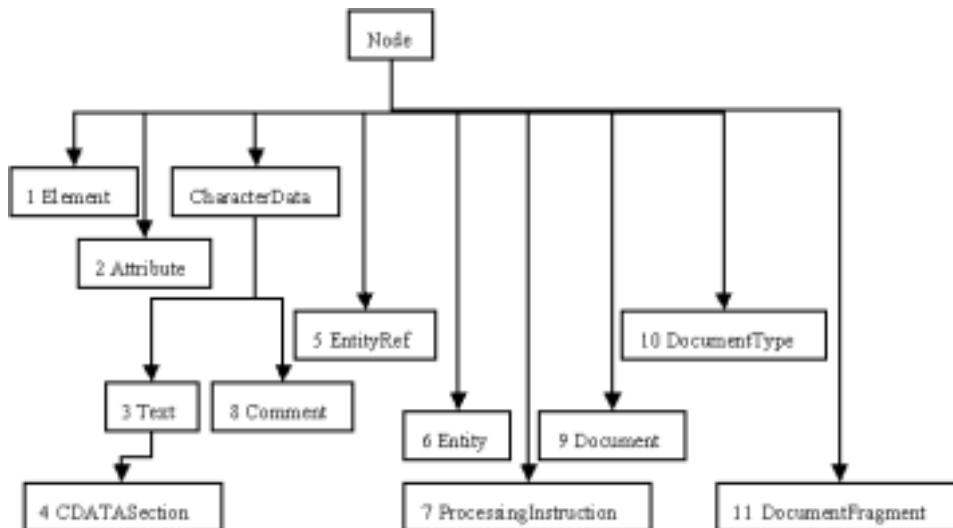 Node
1 Element
CharacterData
2 Attribute
5 EntityRef
10 DocumentType
3 Text
8 Comment
6 Entity
9 Document
4 CDATASection
7 ProcessingInstruction
11 DocumentFragment